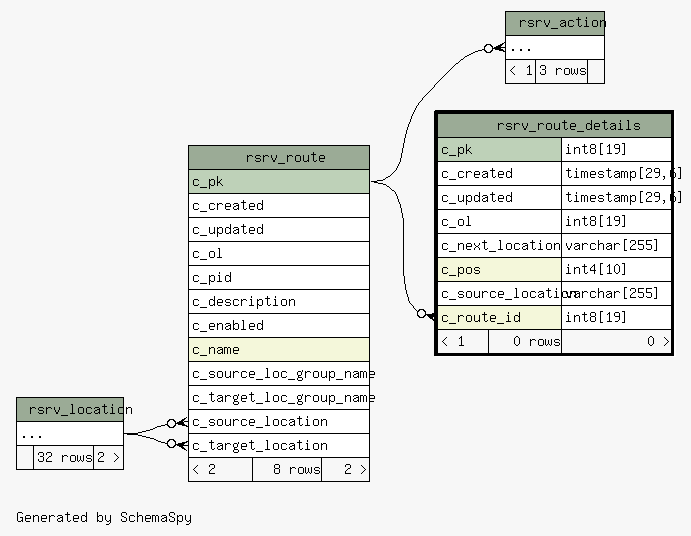 rsrv_action
...
< 1 3 rows
rsrv_route_details
c_pk int8[19]
c_created timestamp[29,6]
c_updated timestamp[29,6]
c_ol int8[19]
c_next_location varchar[255]
c_pos int4[10]
c_source_location varchar[255]
c_route_id int8[19]
< 1 0 rows 0 >
rsrv_route
c_pk
c_created
c_updated
c_ol
c_pid
c_description
c_enabled
c_name
c_source_loc_group_name
c_target_loc_group_name
c_source_location
c_target_location
< 2 8 rows 2 >
rsrv_location
...
32 rows 2 >
Generated by SchemaSpy